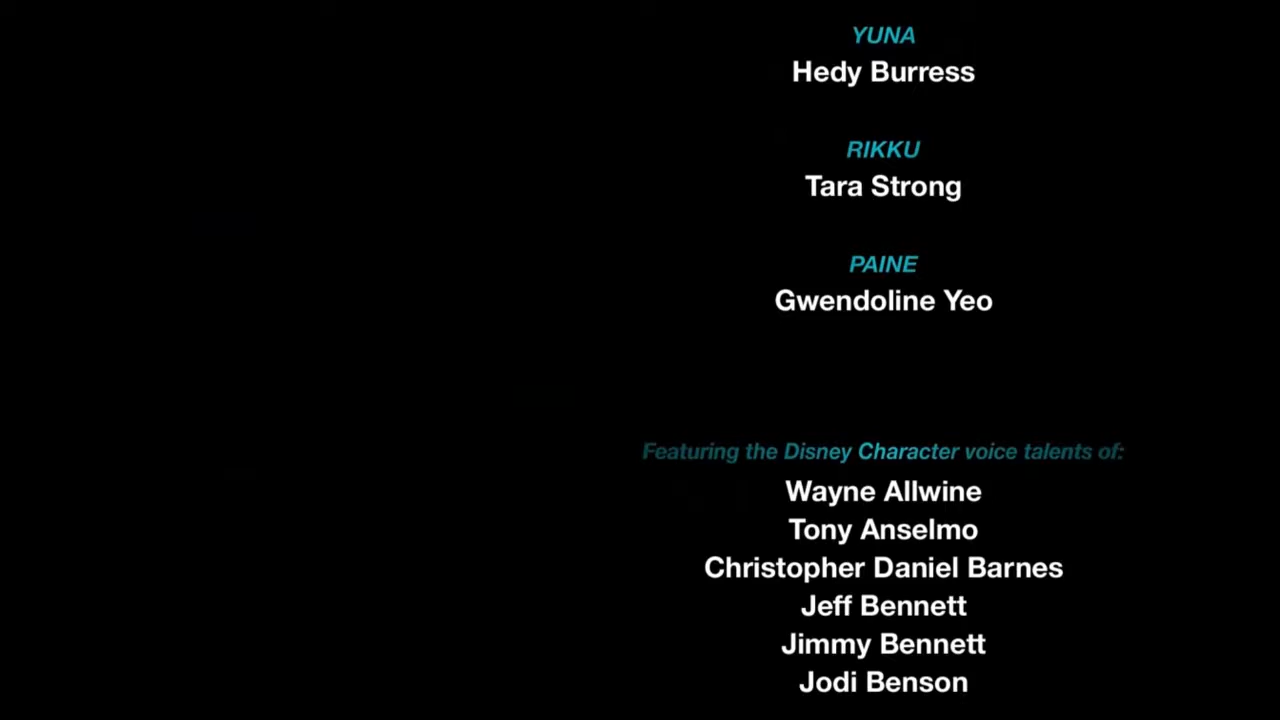 YUNA
Hedy Burress
RIKKU
Tara Strong
PAINE
Gwendoline Yeo
Featuring the Disney Character voice talents of:
Wayne Allwine
Tony Anselmo
Christopher Daniel Barnes
Jeff Bennett
Jimmy Bennett
Jodi Benson